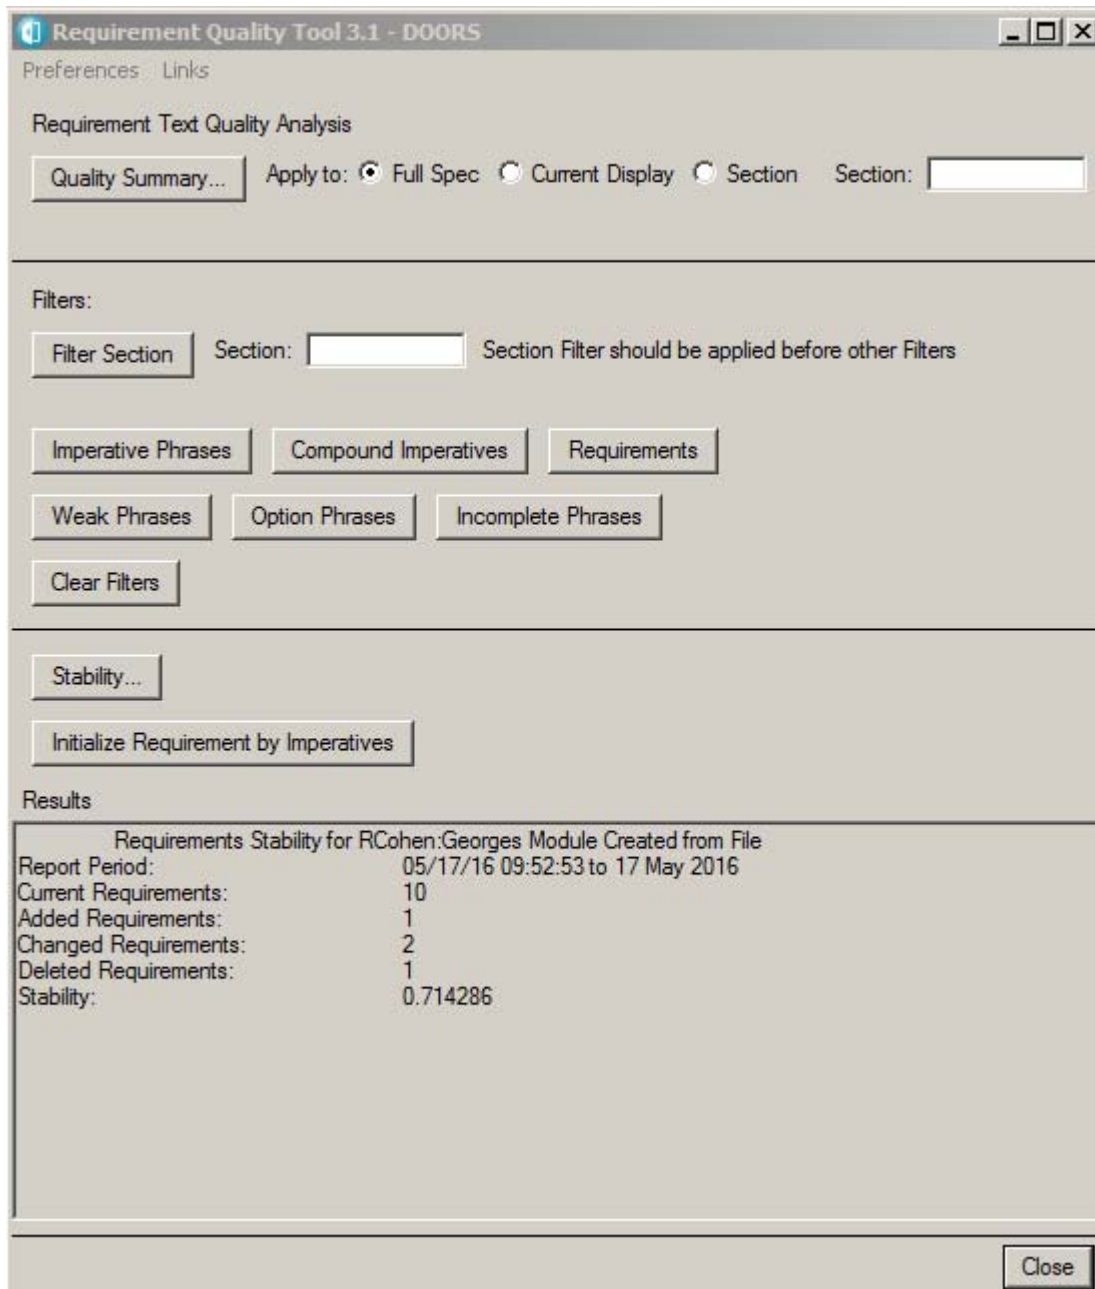 Requirement Quality Tool 3.1 - DOORS
Preferences Links
Requirement Text Quality Analysis
Quality Summary... Apply to: Full Spec Current Display Section Section:
Filters:
Filter Section Section: Section Filter should be applied before other Filters
Imperative Phrases Compound Imperatives Requirements
Weak Phrases Option Phrases Incomplete Phrases
Clear Filters
Stability...
Initialize Requirement by Imperatives
Results
Requirements Stability for RCohen:Georges Module Created from File
Report Period: 05/17/16 09:52:53 to 17 May 2016
Current Requirements: 10
Added Requirements: 1
Changed Requirements: 2
Deleted Requirements: 1
Stability: 0.714286
Close